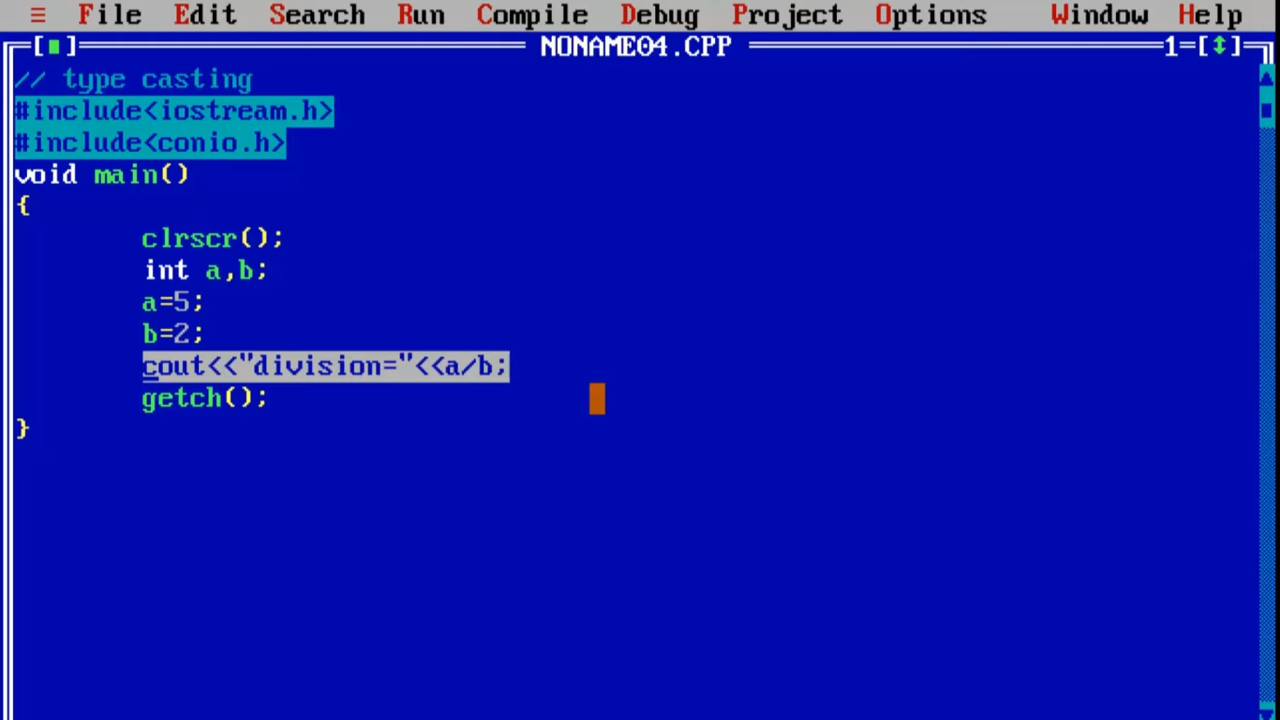 ≡ File Edit Search Run Compile Debug Project Options Window Help
[■] NONAME04.CPP 1=[↕]
// type casting
#include<iostream.h>
#include<conio.h>
void main()
{
clrscr();
int a,b;
a=5;
b=2;
cout<<"division="<<a/b;
getch();
}